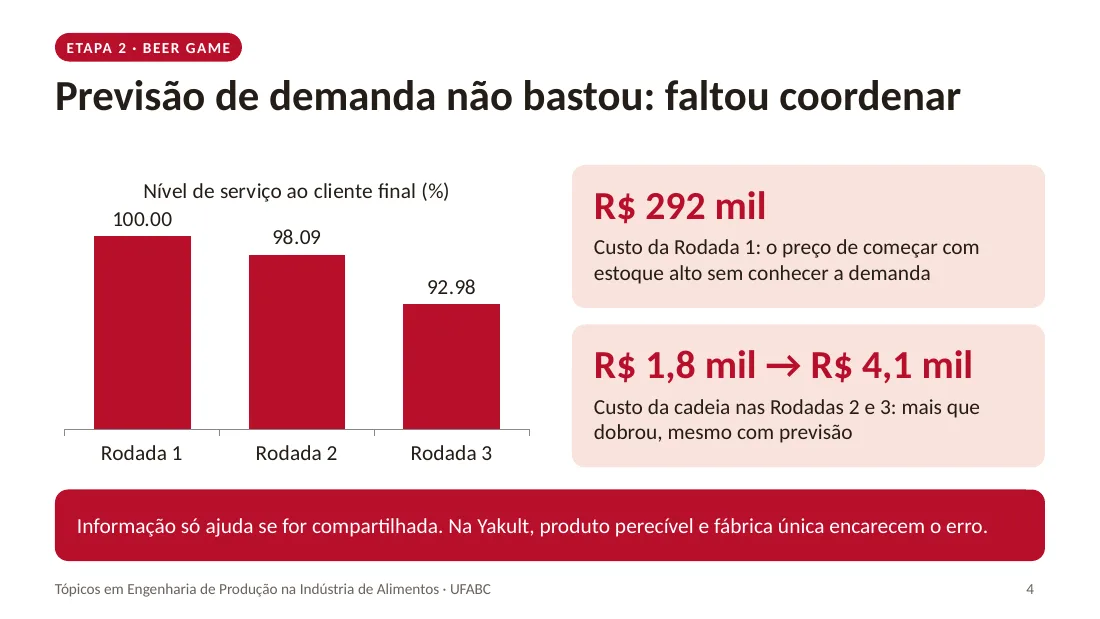 ETAPA 2 · BEER GAME
Previsão de demanda não bastou: faltou coordenar
Nível de serviço ao cliente final (%)
100.00
98.09
92.98
Rodada 1
Rodada 2
Rodada 3
R$ 292 mil
Custo da Rodada 1: o preço de começar com
estoque alto sem conhecer a demanda
R$ 1,8 mil → R$ 4,1 mil
Custo da cadeia nas Rodadas 2 e 3: mais que
dobrou, mesmo com previsão
Informação só ajuda se for compartilhada. Na Yakult, produto perecível e fábrica única encarecem o erro.
Tópicos em Engenharia de Produção na Indústria de Alimentos · UFABC
4